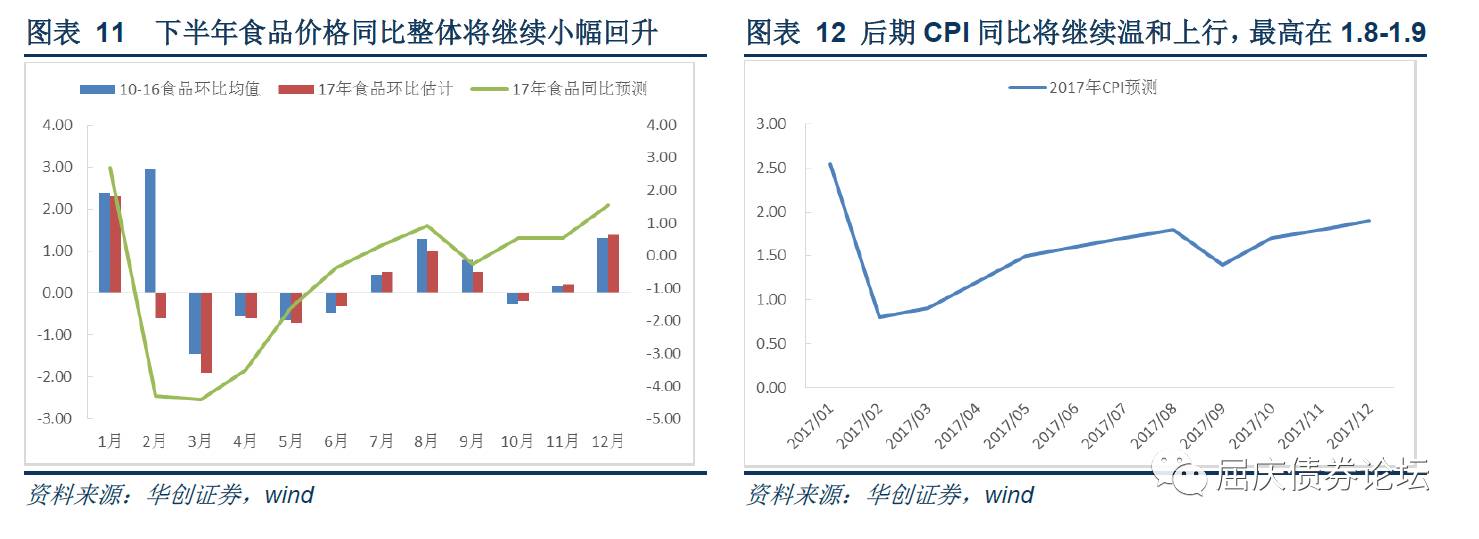 图表 11 下半年食品价格同比整体将继续小幅回升
10-16食品环比均值 17年食品环比估计 17年食品同比预测
4.00
3.00
2.00
1.00
0.00
-1.00
-2.00
-3.00
4.00
3.00
2.00
1.00
0.00
-1.00
-2.00
-3.00
-4.00
-5.00
1月 2月 3月 4月 5月 6月 7月 8月 9月 10月 11月 12月
资料来源：华创证券，wind
图表 12 后期 CPI 同比将继续温和上行，最高在 1.8-1.9
2017年CPI预测
3.00
2.50
2.00
1.50
1.00
0.50
0.00
2017/01 2017/02 2017/03 2017/04 2017/05 2017/06 2017/07 2017/08 2017/09 2017/10 2017/11 2017/12
资料来源：华创证券，wind
屈庆债券论坛